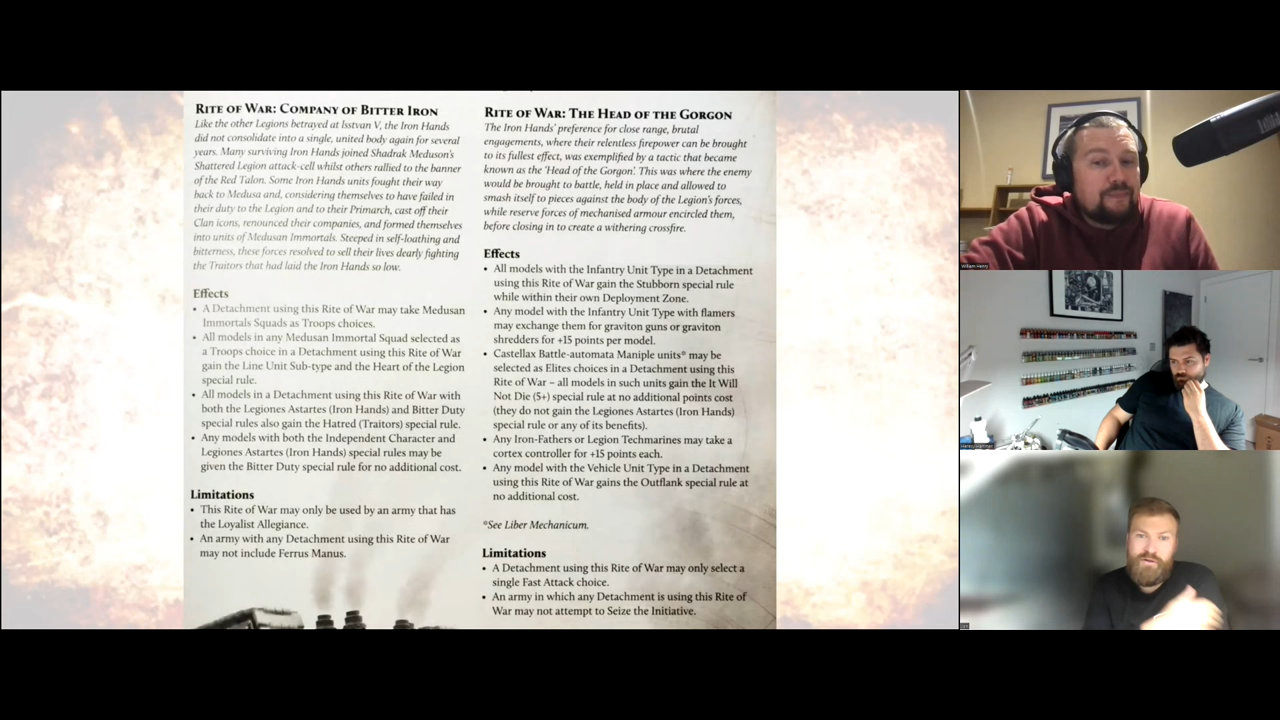 RITE OF WAR: COMPANY OF BITTER IRON
Like the other Legions betrayed at Isstvan V, the Iron Hands
did not consolidate into a single, united body again for several
years. Many surviving Iron Hands joined Shadrak Meduson's
Shattered Legion attack-cell whilst others rallied to the banner
of the Red Talon. Some Iron Hands units fought their way
back to Medusa and, considering themselves to have failed in
their duty to the Legion and to their Primarch, cast off their
Clan icons, renounced their companies, and formed themselves
into units of Medusan Immortals. Steeped in self-loathing and
bitterness, these forces resolved to sell their lives dearly fighting
the Traitors that had laid the Iron Hands so low.
Effects
• A Detachment using this Rite of War may take Medusan
Immortals Squads as Troops choices.
• All models in any Medusan Immortal Squad selected as
a Troops choice in a Detachment using this Rite of War
gain the Line Unit Sub-type and the Heart of the Legion
special rule.
• All models in a Detachment using this Rite of War with
both the Legiones Astartes (Iron Hands) and Bitter Duty
special rules also gain the Hatred (Traitors) special rule.
• Any models with both the Independent Character and
Legiones Astartes (Iron Hands) special rules may be
given the Bitter Duty special rule for no additional cost.
Limitations
• This Rite of War may only be used by an army that has
the Loyalist Allegiance.
• An army with any Detachment using this Rite of War
may not include Ferrus Manus.
RITE OF WAR: THE HEAD OF THE GORGON
The Iron Hands' preference for close range, brutal
engagements, where their relentless firepower can be brought
to its fullest effect, was exemplified by a tactic that became
known as the 'Head of the Gorgon'. This was where the enemy
would be brought to battle, held in place and allowed to
smash itself to pieces against the body of the Legion's forces,
while reserve forces of mechanised armour encircled them,
before closing in to create a withering crossfire.
Effects
• All models with the Infantry Unit Type in a Detachment
using this Rite of War gain the Stubborn special rule
while within their own Deployment Zone.
• Any model with the Infantry Unit Type with flamers
may exchange them for graviton guns or graviton
shredders for +15 points per model.
• Castellax Battle-automata Maniple units* may be
selected as Elites choices in a Detachment using this
Rite of War – all models in such units gain the It Will
Not Die (5+) special rule at no additional points cost
(they do not gain the Legiones Astartes (Iron Hands)
special rule or any of its benefits).
• Any Iron-Fathers or Legion Techmarines may take a
cortex controller for +15 points each.
• Any model with the Vehicle Unit Type in a Detachment
using this Rite of War gains the Outflank special rule at
no additional cost.
*See Liber Mechanicum.
Limitations
• A Detachment using this Rite of War may only select a
single Fast Attack choice.
• An army in which any Detachment is using this Rite of
War may not attempt to Seize the Initiative.